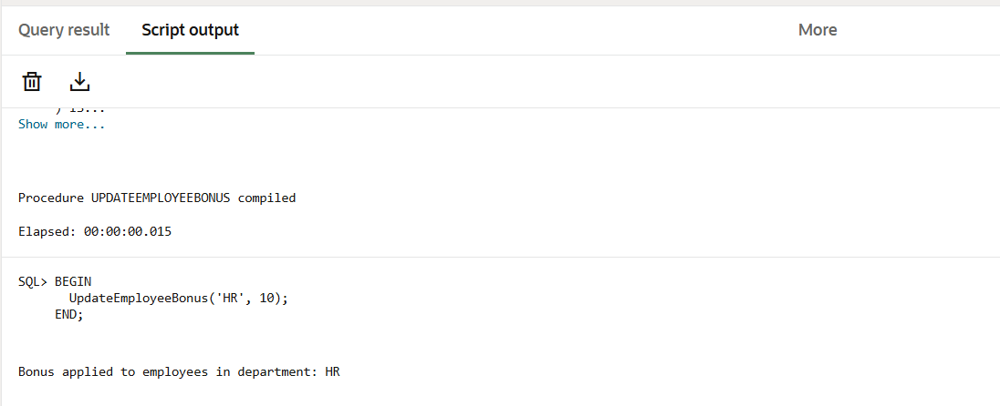 Query result Script output More
) IS...
Show more...
Procedure UPDATEEMPLOYEEBONUS compiled
Elapsed: 00:00:00.015
SQL> BEGIN
UpdateEmployeeBonus('HR', 10);
END;
Bonus applied to employees in department: HR